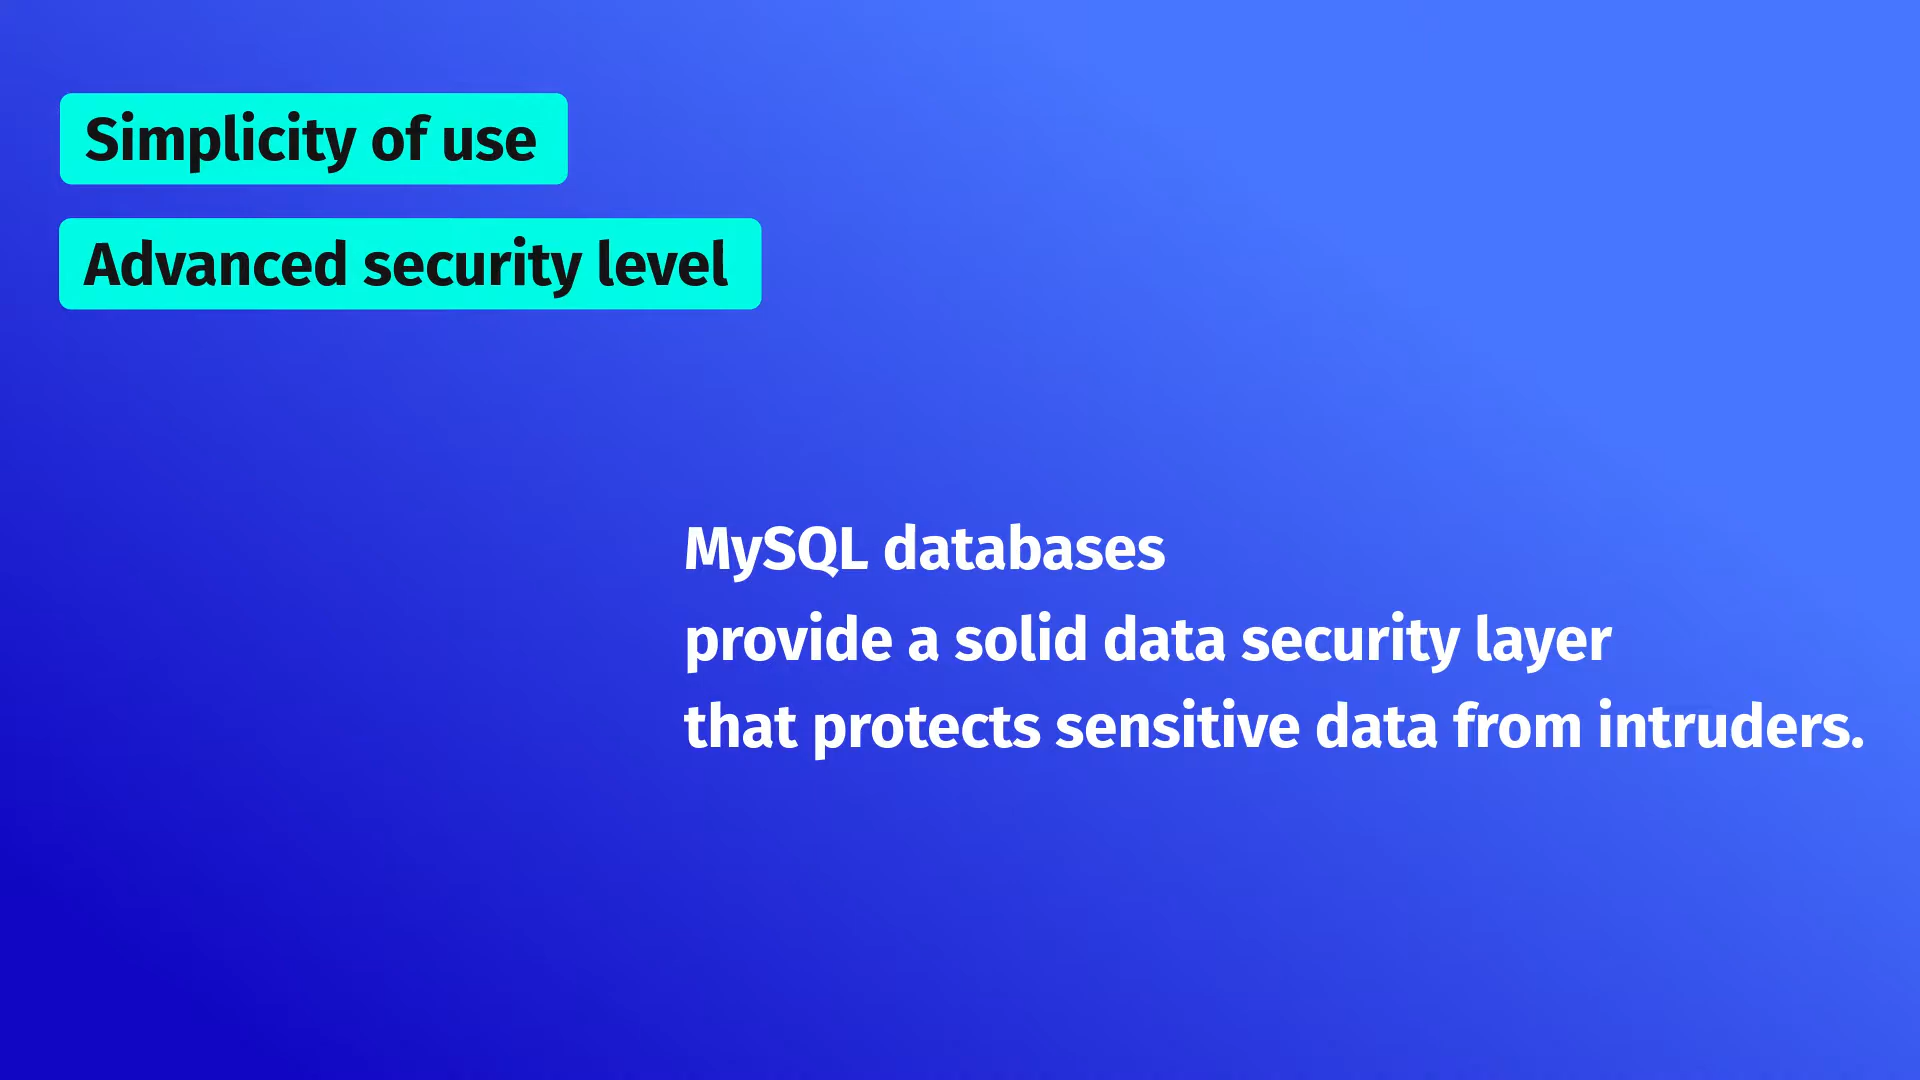 Simplicity of use
Advanced security level
MySQL databases
provide a solid data security layer
that protects sensitive data from intruders.